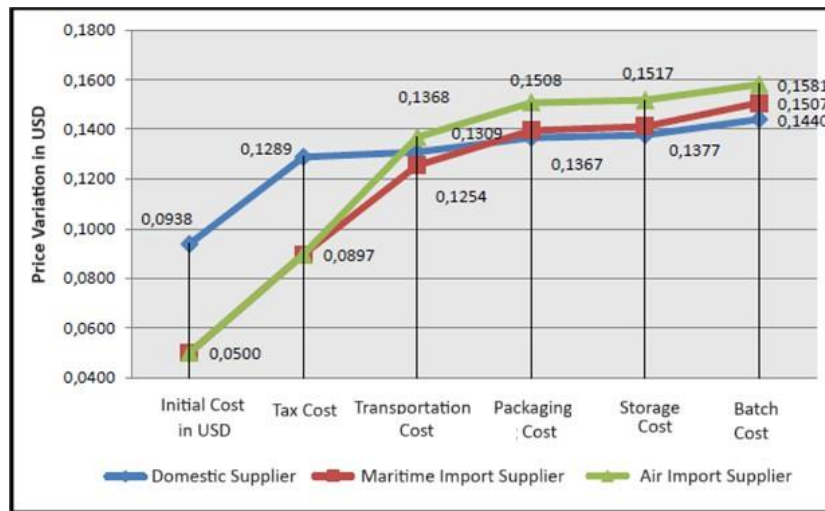 Price Variation in USD
0,1800
0,1600
0,1400
0,1200
0,1000
0,0800
0,0600
0,0400
0,0938
0,1289
0,1368
0,1508
0,1517
0,1581
0,1507
0,1440
0,1309
0,1367
0,1377
0,1254
0,0897
0,0500
Initial Cost
in USD
Tax Cost
Transportation
Cost
Packaging
Cost
Storage
Cost
Batch
Cost
Domestic Supplier
Maritime Import Supplier
Air Import Supplier